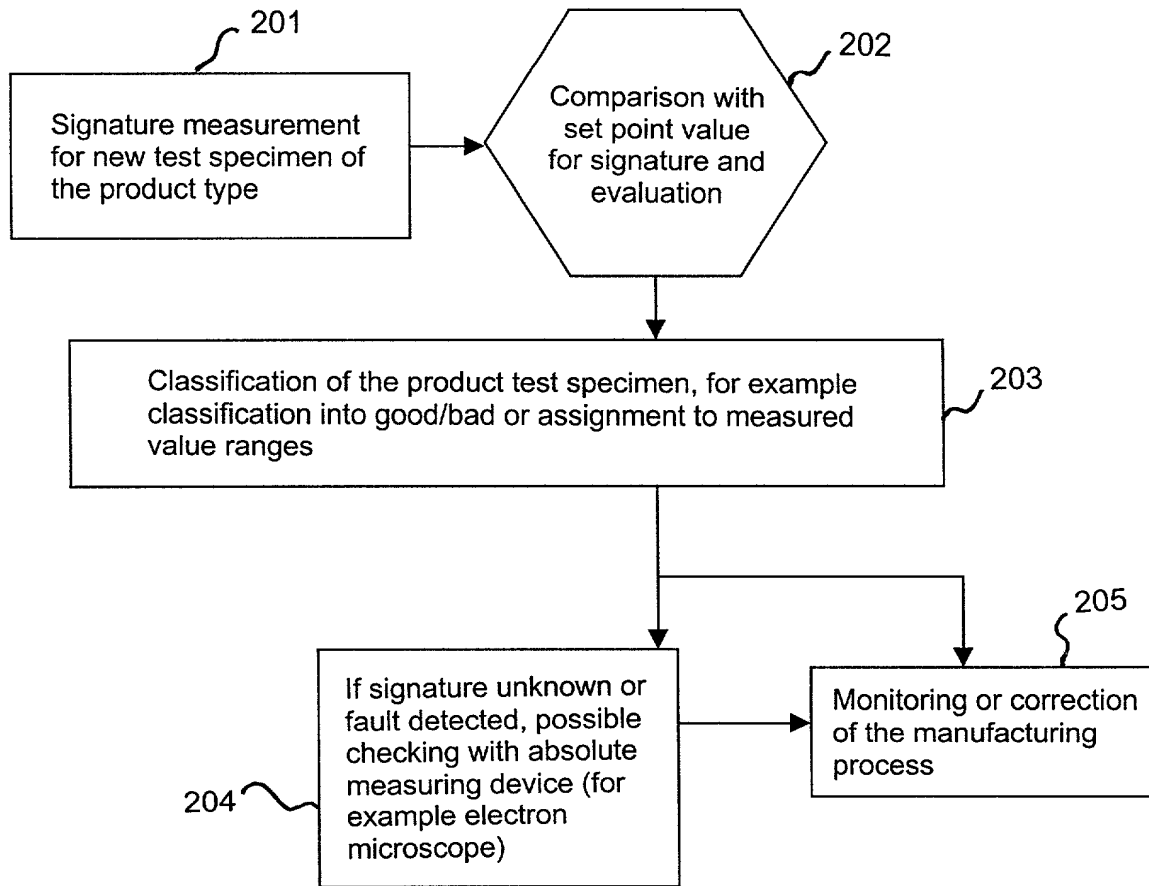 201
Signature measurement
for new test specimen of
the product type
202
Comparison with
set point value
for signature and
evaluation
203
Classification of the product test specimen, for example
classification into good/bad or assignment to measured
value ranges
204
If signature unknown or
fault detected, possible
checking with absolute
measuring device (for
example electron
microscope)
205
Monitoring or correction
of the manufacturing
process